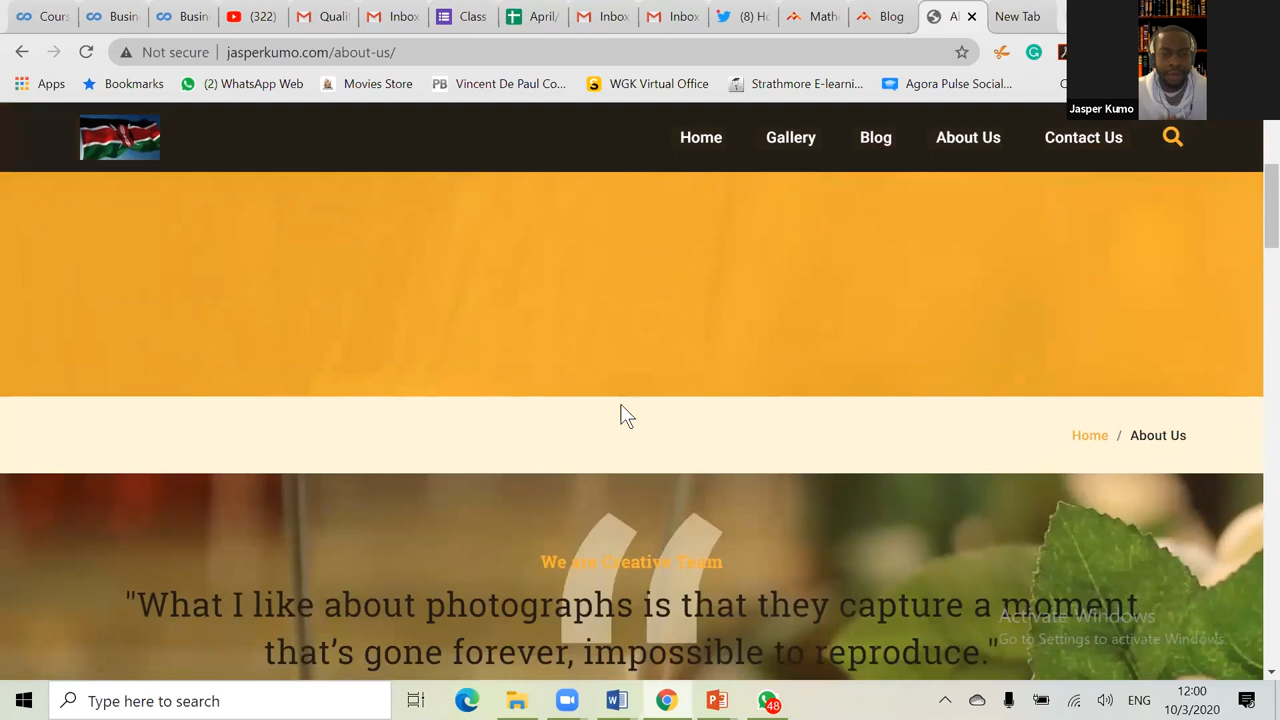 Cours
Busin
Busin
(322)
Quali
Inbox
Class
April/
Inbox
Inbox
(8) Ho
Math
Blog
New Tab
Not secure
jasperkumo.com/about-us/
Apps
Bookmarks
(2) WhatsApp Web
Movies Store
PB
Vincent De Paul Co...
WGK Virtual Office
Strathmore E-learni...
Agora Pulse Social...
Jasper Kumo
Home
Gallery
Blog
About Us
Contact Us
Home / About Us
We are Creative Team
"What I like about photographs is that they capture a moment
that's gone forever, impossible to reproduce."
Activate Windows
Go to Settings to activate Windows.
Type here to search
48
ENG
12:00
10/3/2020